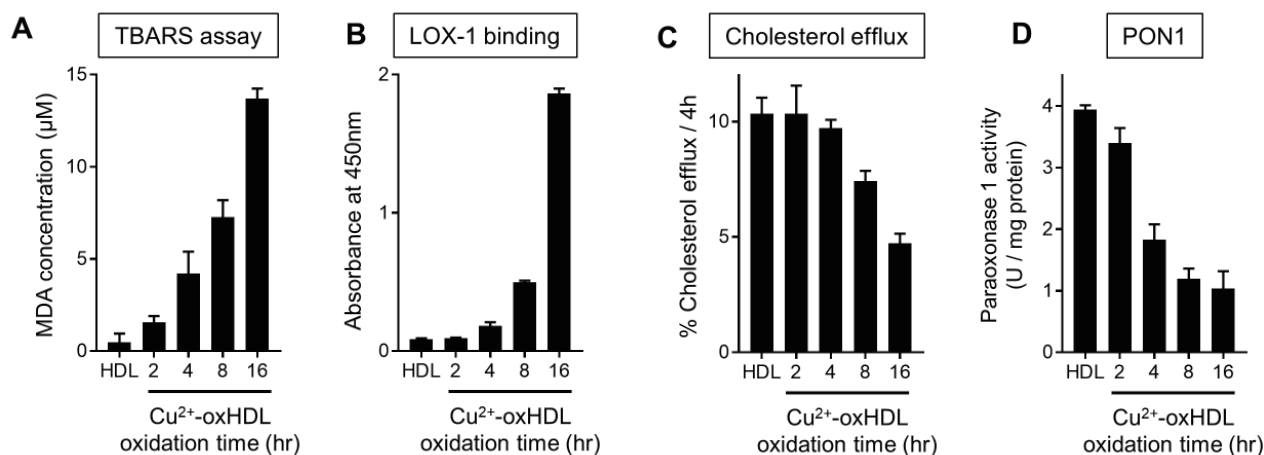 A
TBARS assay
MDA concentration (µM)
15
10
5
0
HDL 2 4 8 16
Cu²⁺-oxHDL
oxidation time (hr)
B
LOX-1 binding
Absorbance at 450nm
2
1
0
HDL 2 4 8 16
Cu²⁺-oxHDL
oxidation time (hr)
C
Cholesterol efflux
% Cholesterol efflux / 4h
10
5
0
HDL 2 4 8 16
Cu²⁺-oxHDL
oxidation time (hr)
D
PON1
Paraoxonase 1 activity
(U / mg protein)
4
3
2
1
0
HDL 2 4 8 16
Cu²⁺-oxHDL
oxidation time (hr)